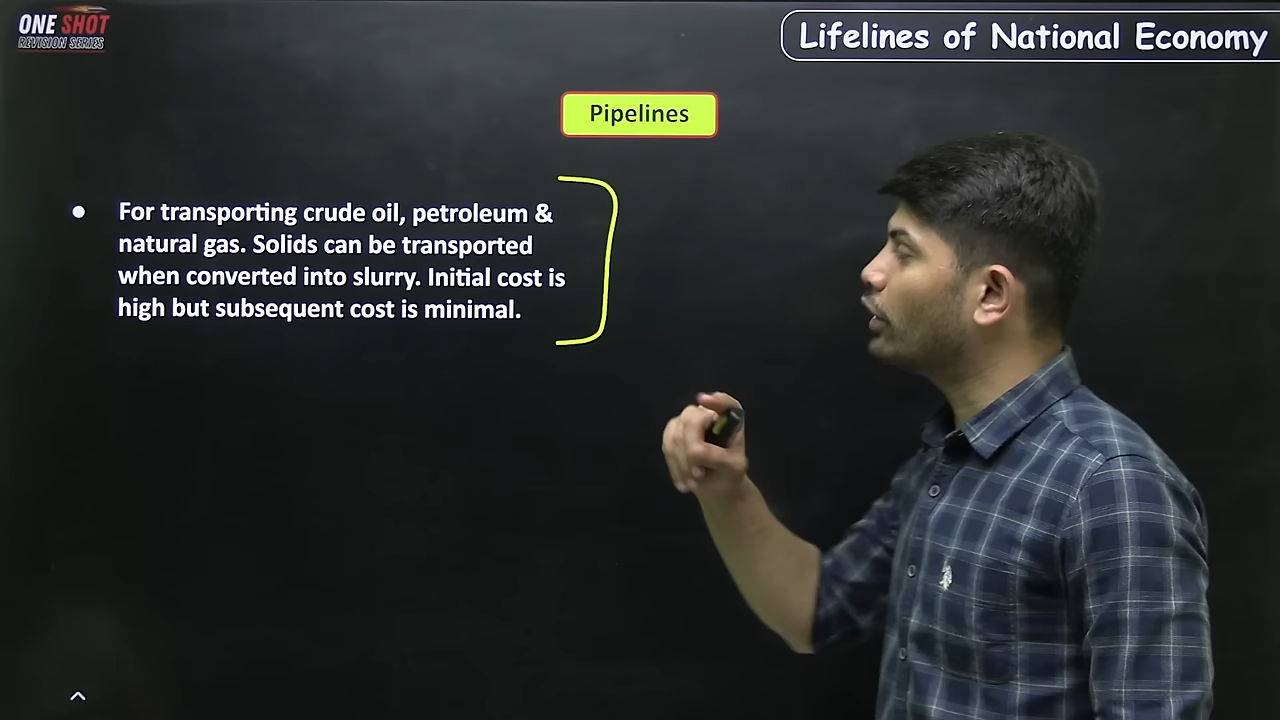 ONE SHOT
REVISION SERIES
Lifelines of National Economy
Pipelines
● For transporting crude oil, petroleum &
natural gas. Solids can be transported
when converted into slurry. Initial cost is
high but subsequent cost is minimal.